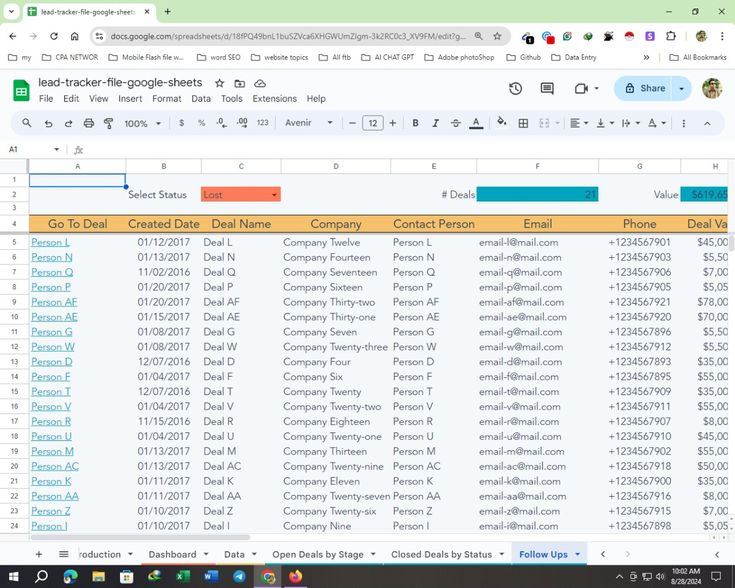 lead-tracker-file-google-sheets
docs.google.com/spreadsheets/d/18fPQ49bnL1buSZVca6XHGWUmZIgm-3k2RC0c3_XV9FM/edit?g...
my CPA NETWOR Mobile Flash file w... word SEO website topics All ftb AI CHAT GPT Adobe photoShop Github Data Entry All Bookmarks
lead-tracker-file-google-sheets
File Edit View Insert Format Data Tools Extensions Help
Share
100% $ % .0 .00 123 Avenir 12 B I S A
A1 fx
A B C D E F G H
1
2 Select Status Lost # Deals 21 Value $619,65
3
4 Go To Deal Created Date Deal Name Company Contact Person Email Phone Deal Va
5 Person L 01/12/2017 Deal L Company Twelve Person L email-l@mail.com +1234567901 $45,00
6 Person N 01/13/2017 Deal N Company Fourteen Person N email-n@mail.com +1234567903 $5,50
7 Person Q 11/02/2016 Deal Q Company Seventeen Person Q email-q@mail.com +1234567906 $7,00
8 Person P 01/20/2017 Deal P Company Sixteen Person P email-p@mail.com +1234567905 $5,05
9 Person AF 01/20/2017 Deal AF Company Thirty-two Person AF email-af@mail.com +1234567921 $78,00
10 Person AE 01/15/2017 Deal AE Company Thirty-one Person AE email-ae@mail.com +1234567920 $70,00
11 Person G 01/08/2017 Deal G Company Seven Person G email-g@mail.com +1234567896 $5,50
12 Person W 01/08/2017 Deal W Company Twenty-three Person W email-w@mail.com +1234567912 $5,50
13 Person D 12/07/2016 Deal D Company Four Person D email-d@mail.com +1234567893 $35,00
14 Person F 01/04/2017 Deal F Company Six Person F email-f@mail.com +1234567895 $55,00
15 Person T 12/07/2016 Deal T Company Twenty Person T email-t@mail.com +1234567909 $35,00
16 Person V 01/04/2017 Deal V Company Twenty-two Person V email-v@mail.com +1234567911 $55,00
17 Person R 11/15/2016 Deal R Company Eighteen Person R email-r@mail.com +1234567907 $8,00
18 Person U 01/04/2017 Deal U Company Twenty-one Person U email-u@mail.com +1234567910 $45,00
19 Person M 01/13/2017 Deal M Company Thirteen Person M email-m@mail.com +1234567902 $55,00
20 Person AC 01/13/2017 Deal AC Company Twenty-nine Person AC email-ac@mail.com +1234567918 $50,00
21 Person K 01/11/2017 Deal K Company Eleven Person K email-k@mail.com +1234567900 $35,00
22 Person AA 01/11/2017 Deal AA Company Twenty-seven Person AA email-aa@mail.com +1234567916 $8,00
23 Person Z 01/10/2017 Deal Z Company Twenty-six Person Z email-z@mail.com +1234567915 $7,00
24 Person I 01/10/2017 Deal I Company Nine Person I email-i@mail.com +1234567898 $5,05
roduction Dashboard Data Open Deals by Stage Closed Deals by Status Follow Ups
10:02 AM
8/28/2024